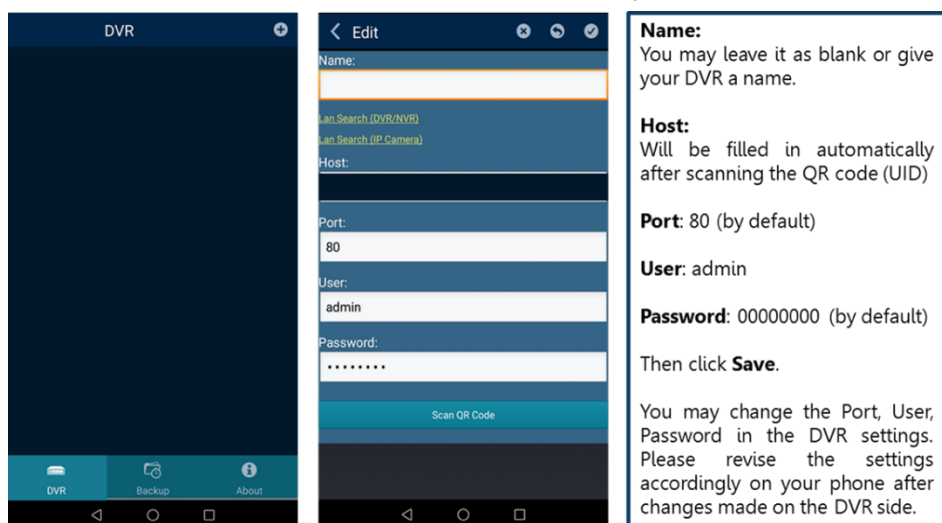 DVR
DVR
Backup
About
Edit
Name:
Lan Search (DVR/NVR)
Lan Search (IP Camera)
Host:
Port:
80
User:
admin
Password:
••••••••
Scan QR Code
Name:
You may leave it as blank or give
your DVR a name.
Host:
Will be filled in automatically
after scanning the QR code (UID)
Port: 80 (by default)
User: admin
Password: 00000000 (by default)
Then click Save.
You may change the Port, User,
Password in the DVR settings.
Please revise the settings
accordingly on your phone after
changes made on the DVR side.